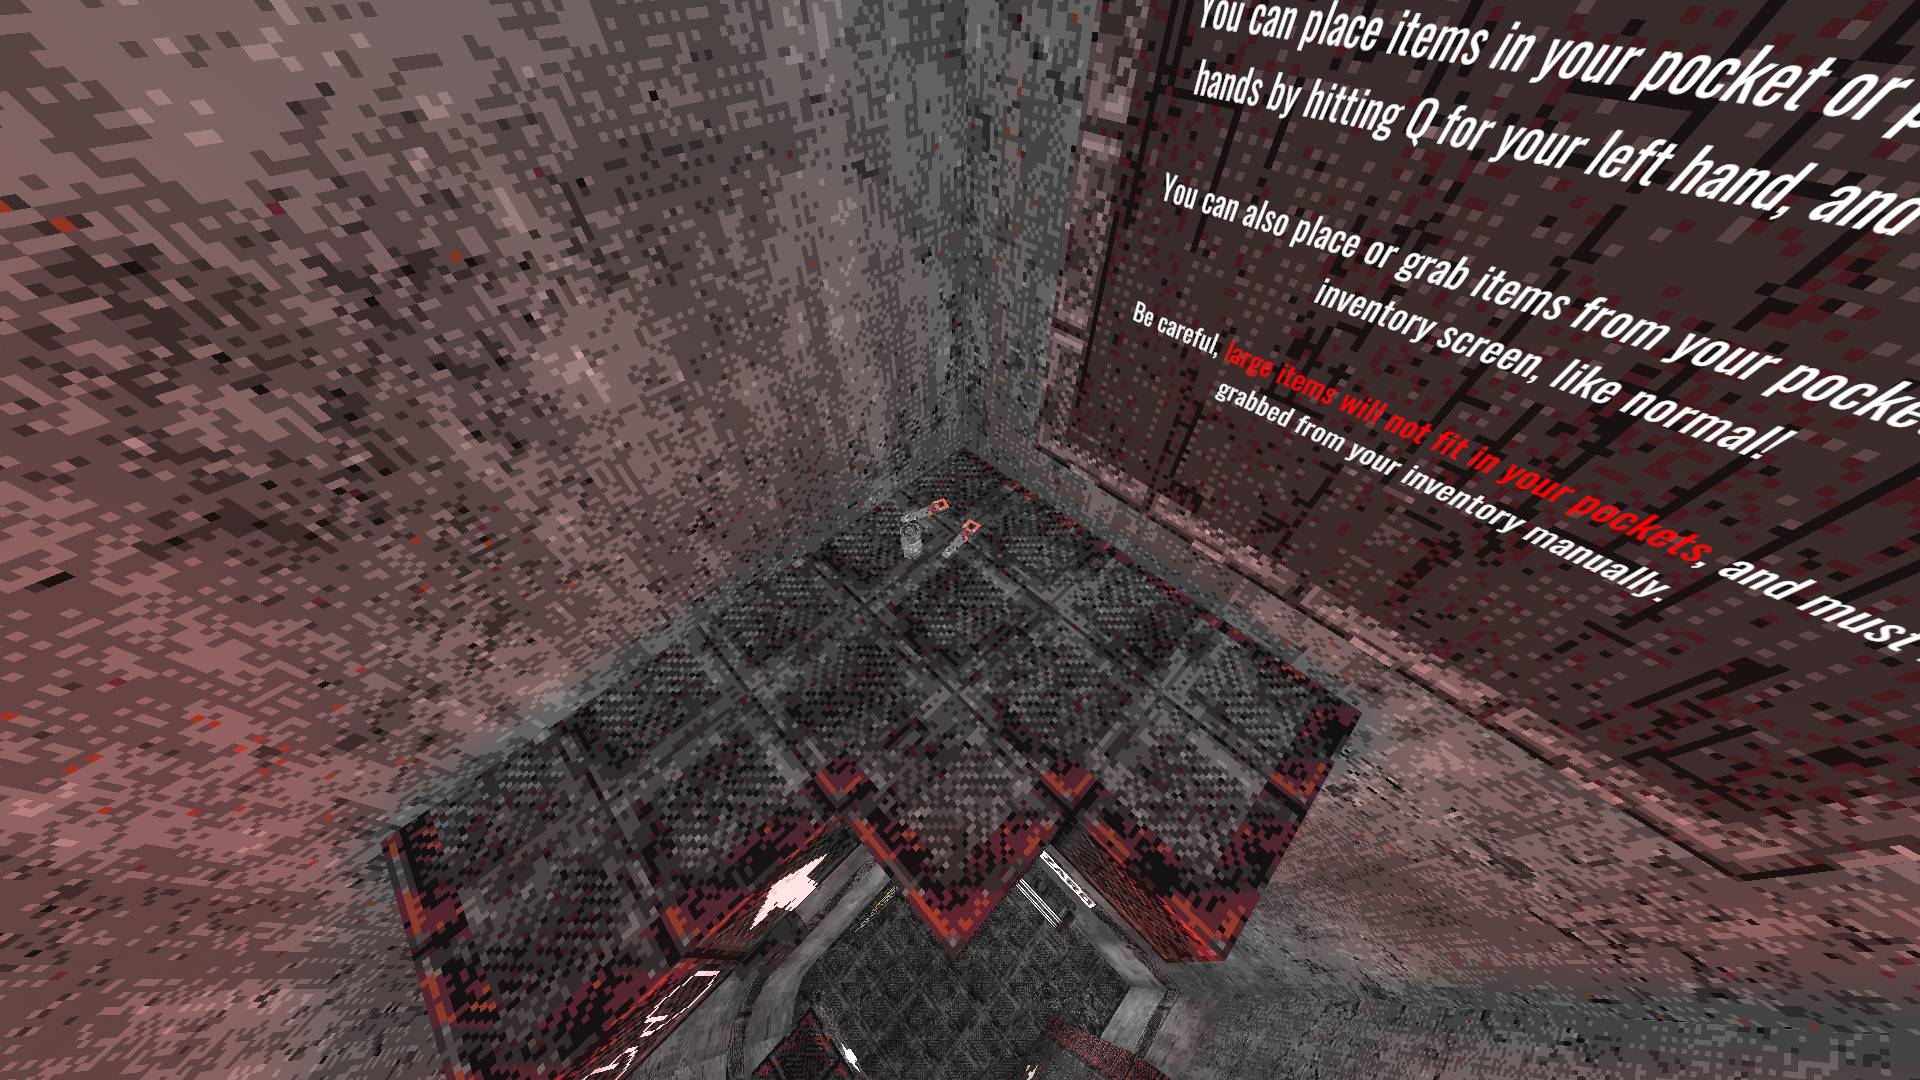 You can place items in your pocket or
hands by hitting Q for your left hand, and
You can also place or grab items from your
inventory screen, like normal!!
Be careful, large items will not fit in your pockets, and must
grabbed from your inventory manually.